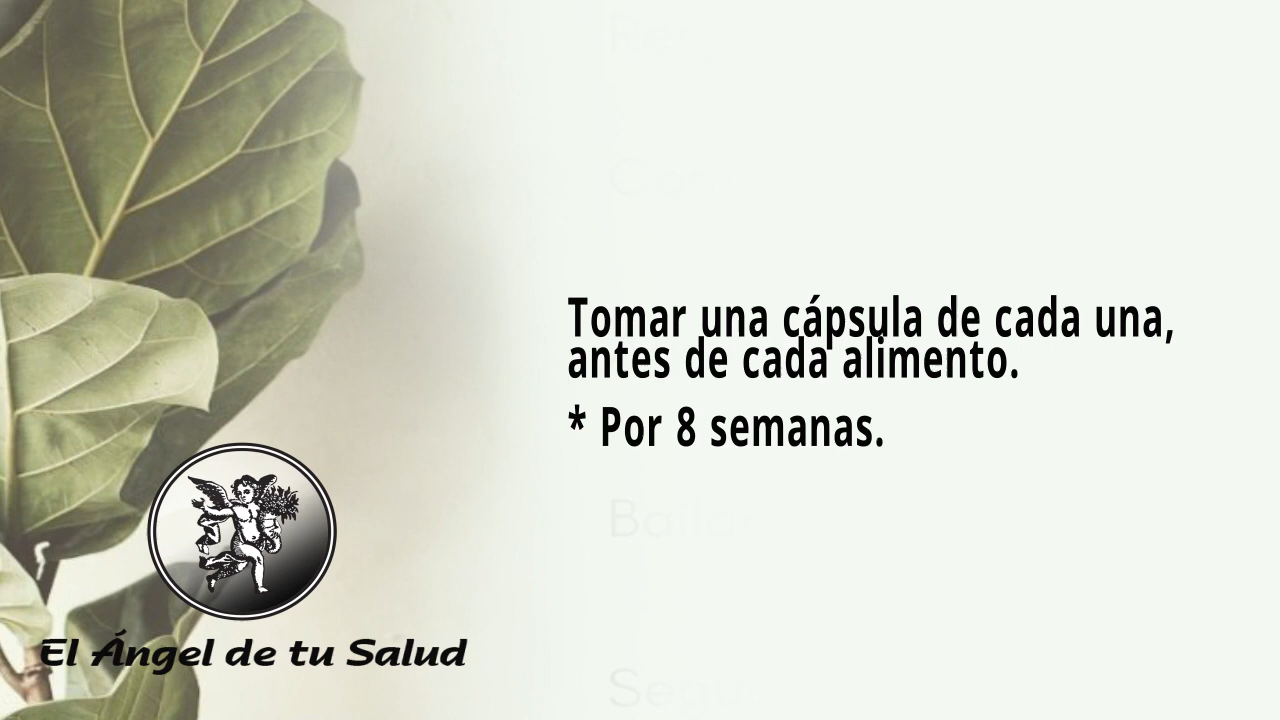 Tomar una cápsula de cada una,
antes de cada alimento.
* Por 8 semanas.
El Ángel de tu Salud